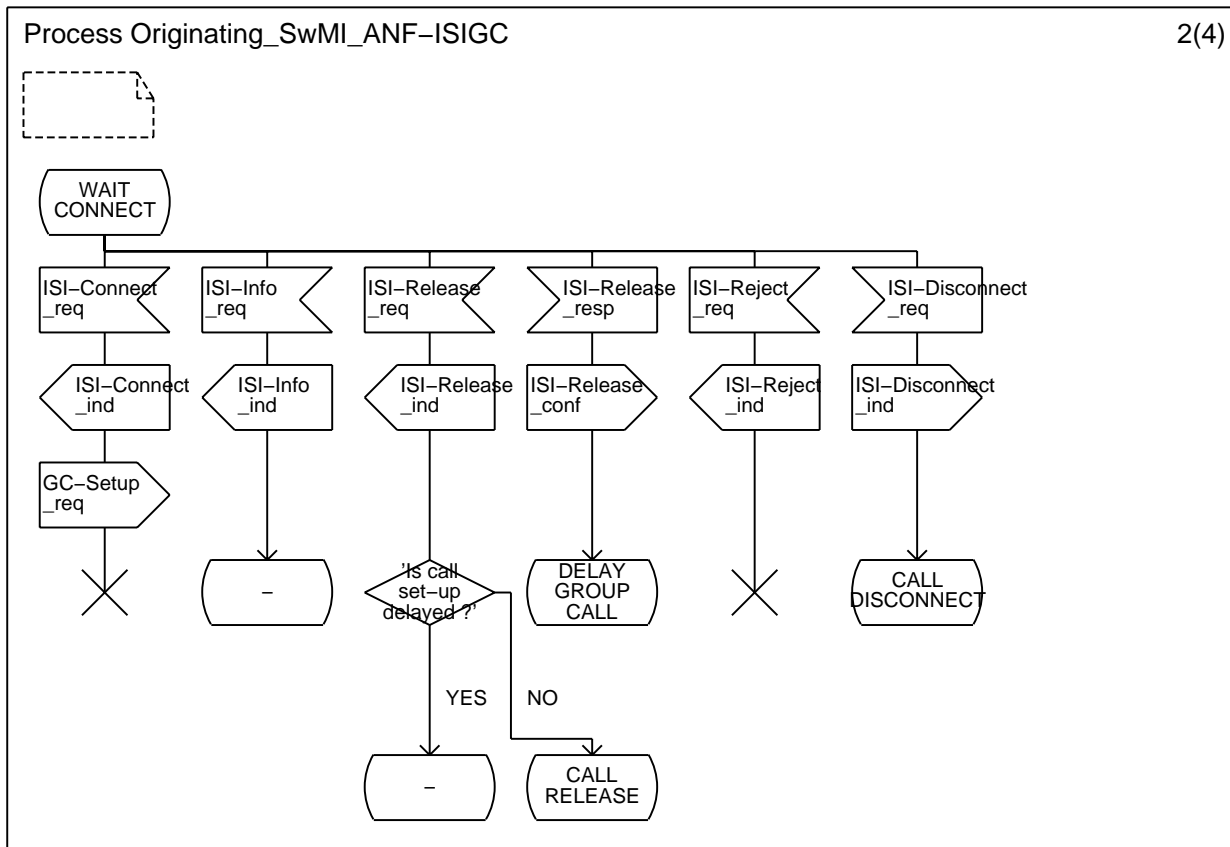 Process Originating_SwMI_ANF−ISIGC
2(4)
WAIT
CONNECT
ISI−Connect
_req
ISI−Info
_req
ISI−Release
_req
ISI−Release
_resp
ISI−Reject
_req
ISI−Disconnect
_req
ISI−Connect
_ind
ISI−Info
_ind
ISI−Release
_ind
ISI−Release
_conf
ISI−Reject
_ind
ISI−Disconnect
_ind
GC−Setup
_req
−
'Is call
set−up
delayed ?'
DELAY
GROUP
CALL
CALL
DISCONNECT
YES
NO
−
CALL
RELEASE